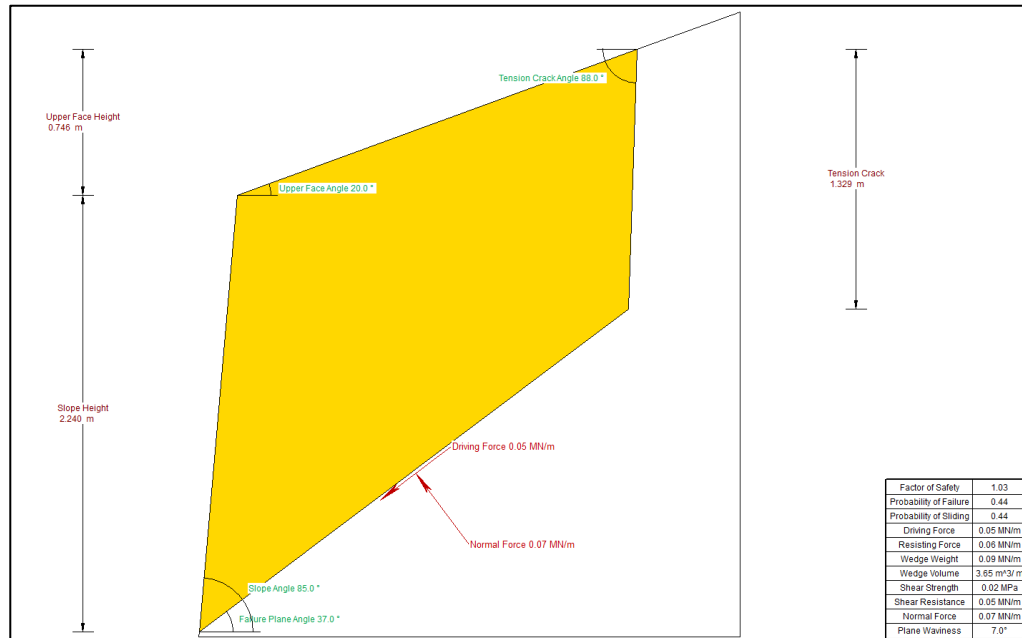 Tension Crack Angle 88.0 °
Upper Face Height
0.746 m
Tension Crack
1.329 m
Upper Face Angle 20.0 °
Slope Height
2.240 m
Driving Force 0.05 MN/m
Normal Force 0.07 MN/m
Slope Angle 85.0 °
Failure Plane Angle 37.0 °
Factor of Safety 1.03
Probability of Failure 0.44
Probability of Sliding 0.44
Driving Force 0.05 MN/m
Resisting Force 0.06 MN/m
Wedge Weight 0.09 MN/m
Wedge Volume 3.65 m^3/ m
Shear Strength 0.02 MPa
Shear Resistance 0.05 MN/m
Normal Force 0.07 MN/m
Plane Waviness 7.0°